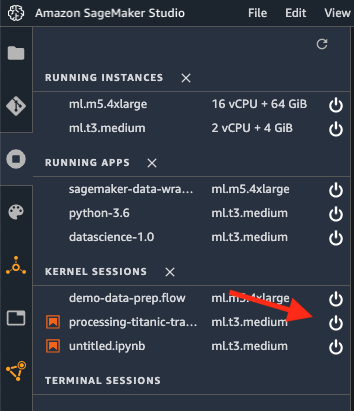 Amazon SageMaker Studio File Edit View
RUNNING INSTANCES
ml.m5.4xlarge 16 vCPU + 64 GiB
ml.t3.medium 2 vCPU + 4 GiB
RUNNING APPS
sagemaker-data-wra... ml.m5.4xlarge
python-3.6 ml.t3.medium
datascience-1.0 ml.t3.medium
KERNEL SESSIONS
demo-data-prep.flow ml.m5.4xlarge
processing-titanic-tra... ml.t3.medium
untitled.ipynb ml.t3.medium
TERMINAL SESSIONS